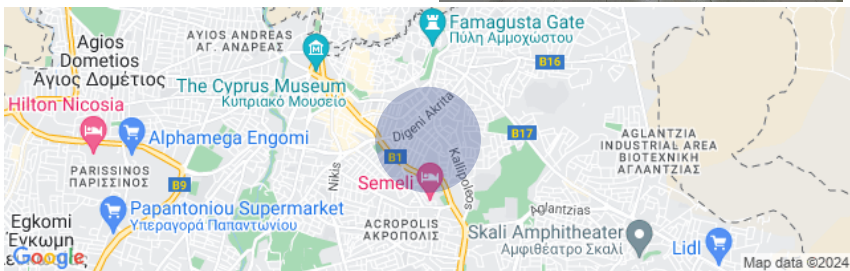 AYIOS ANDREAS
ΑΓ. ΑΝΔΡΕΑΣ
Famagusta Gate
Πύλη Αμμοχώστου
Agios
Dometios
Άγιος Δομέτιος
The Cyprus Museum
Κυπριακό Μουσείο
B16
Hilton Nicosia
Alphamega Engomi
Digeni Akrita
B17
AGLANTZIA
INDUSTRIAL AREA
ΒΙΟΤΕΧΝΙΚΗ
ΑΓΛΑΝΤΖΙΑΣ
PARISSINOS
ΠΑΡΙΣΣΙΝΟΣ
B9
Nikis
B1
Kallipoleos
Semeli
Papantoniou Supermarket
Υπεραγορά Παπαντωνίου
Aglantzias
Egkomi
Έγκωμη
ACROPOLIS
ΑΚΡΟΠΟΛΙΣ
Skali Amphitheater
Αμφιθέατρο Σκαλί
Lidl
Google
Map data ©2024